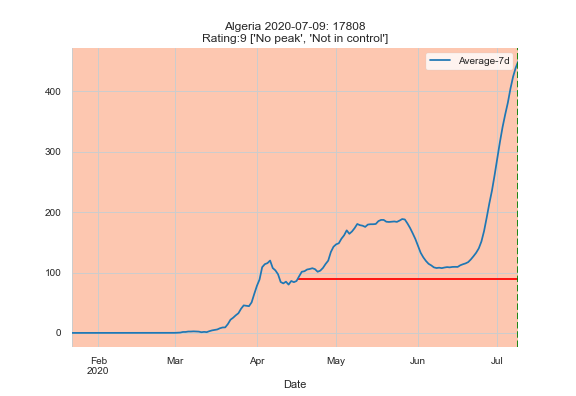 Algeria 2020-07-09: 17808
Rating:9 ['No peak', 'Not in control']
Average-7d
400
300
200
100
0
Feb Mar Apr May Jun Jul
2020
Date